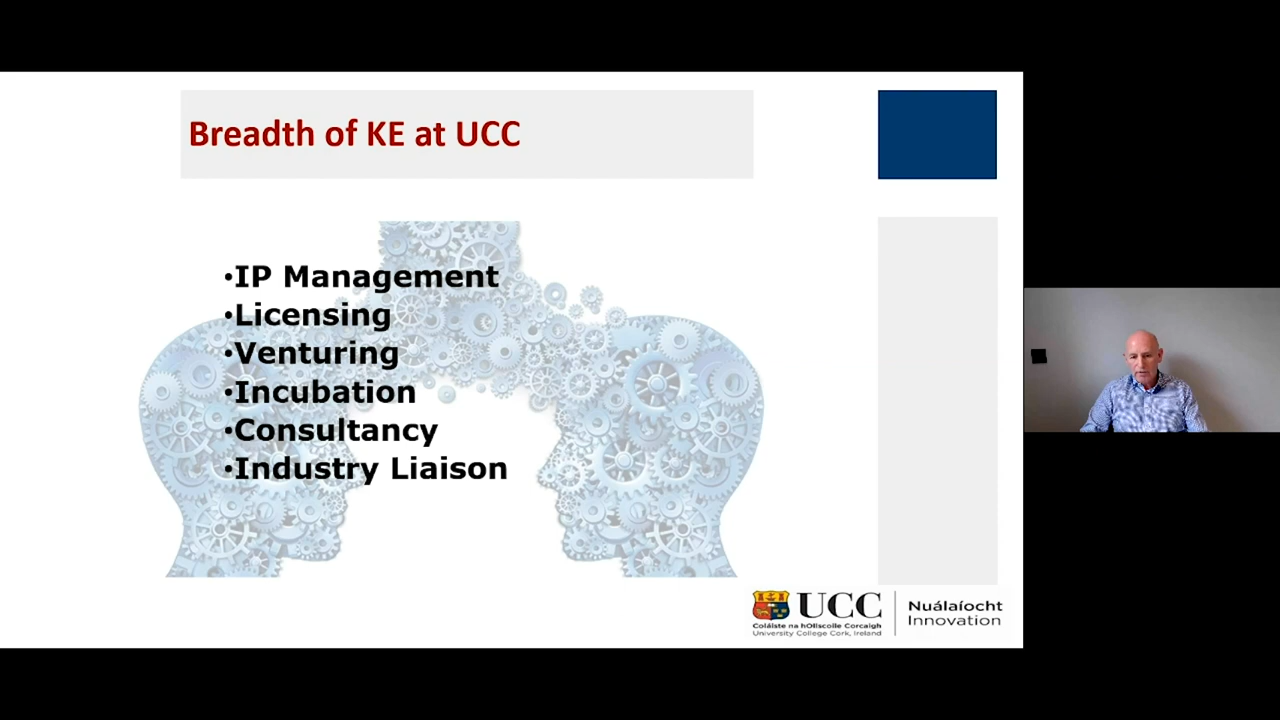 Breadth of KE at UCC
•IP Management
•Licensing
•Venturing
•Incubation
•Consultancy
•Industry Liaison
UCC
Coláiste na hOllscoile Corcaigh
University College Cork, Ireland
Nuálaíocht
Innovation